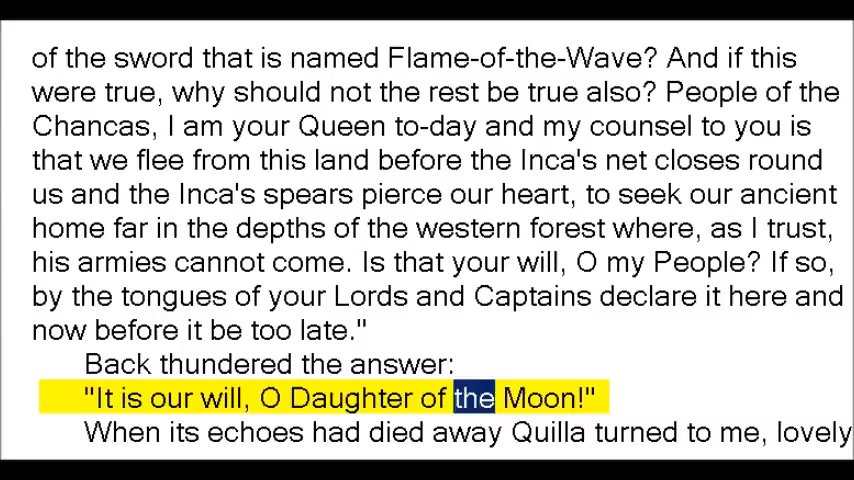 of the sword that is named Flame-of-the-Wave? And if this
were true, why should not the rest be true also? People of the
Chancas, I am your Queen to-day and my counsel to you is
that we flee from this land before the Inca's net closes round
us and the Inca's spears pierce our heart, to seek our ancient
home far in the depths of the western forest where, as I trust,
his armies cannot come. Is that your will, O my People? If so,
by the tongues of your Lords and Captains declare it here and
now before it be too late."
Back thundered the answer:
"It is our will, O Daughter of the Moon!"
When its echoes had died away Quilla turned to me, lovely